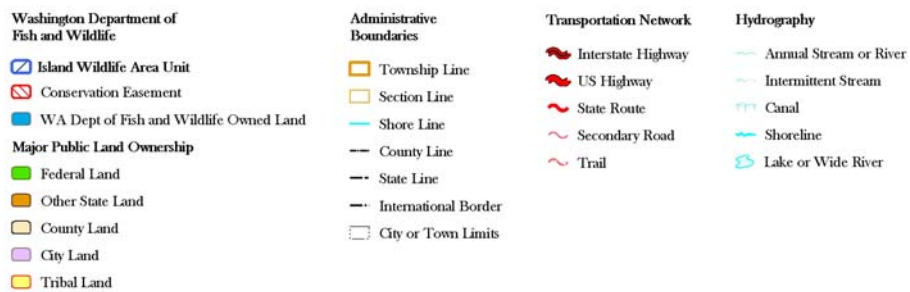 Washington Department of
Fish and Wildlife
Island Wildlife Area Unit
Conservation Easement
WA Dept of Fish and Wildlife Owned Land
Major Public Land Ownership
Federal Land
Other State Land
County Land
City Land
Tribal Land
Administrative
Boundaries
Township Line
Section Line
Shore Line
County Line
State Line
International Border
City or Town Limits
Transportation Network
Interstate Highway
US Highway
State Route
Secondary Road
Trail
Hydrography
Annual Stream or River
Intermittent Stream
Canal
Shoreline
Lake or Wide River